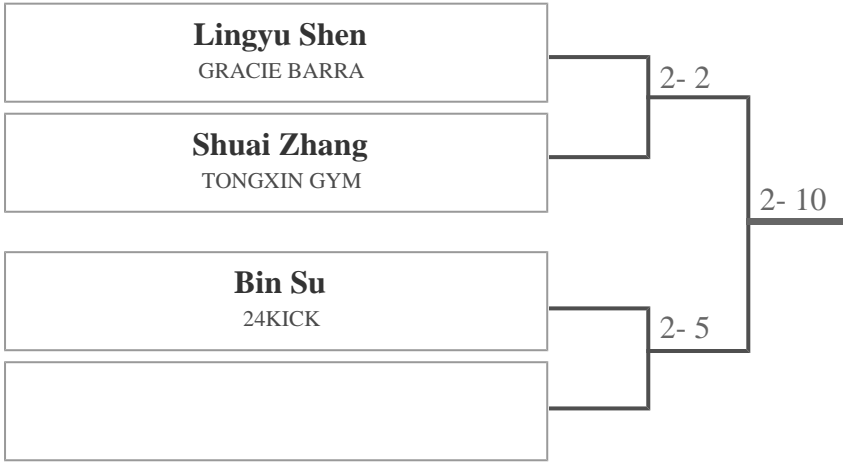 Lingyu Shen
GRACIE BARRA
2- 2
Shuai Zhang
TONGXIN GYM
2- 10
Bin Su
24KICK
2- 5